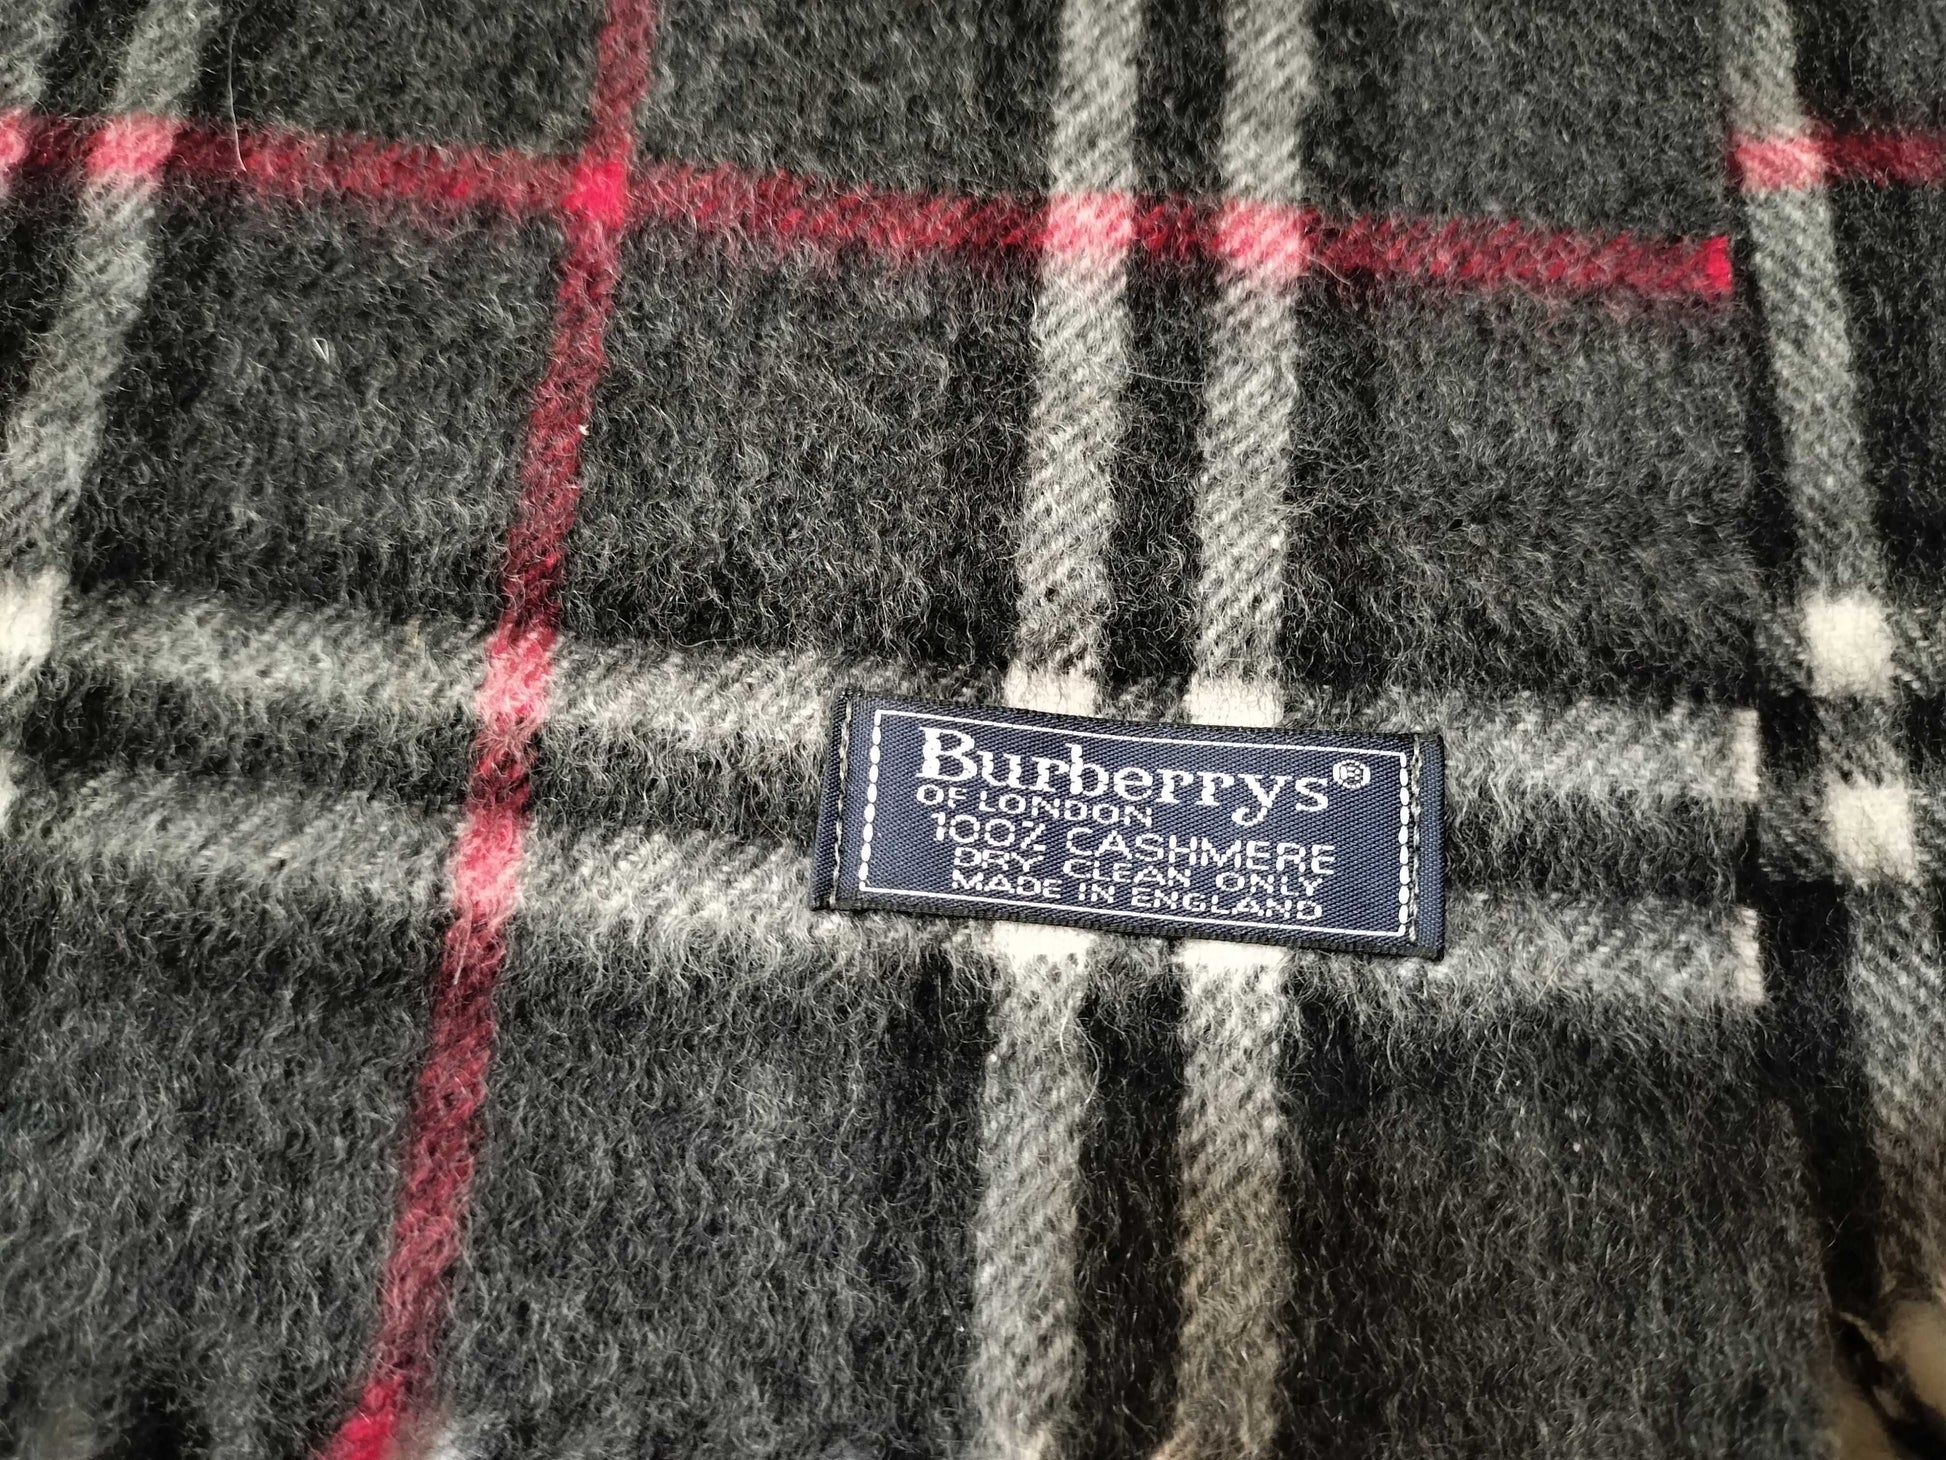 Burberrys®
OF LONDON
100% CASHMERE
DRY CLEAN ONLY
MADE IN ENGLAND